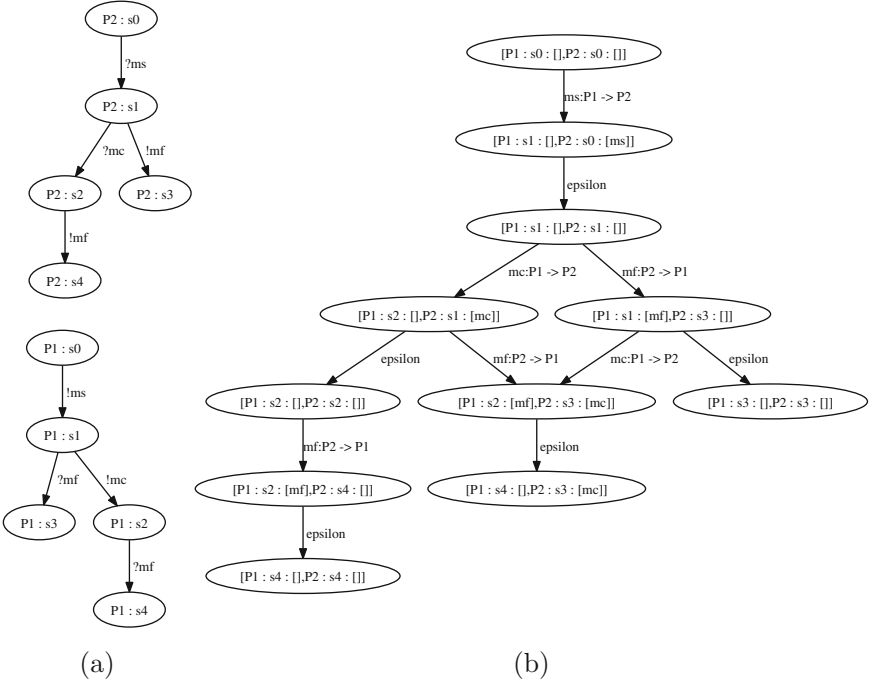 P2 : s0
?ms
P2 : s1
?mc
!mf
P2 : s2
P2 : s3
!mf
P2 : s4
P1 : s0
!ms
P1 : s1
?mf
!mc
P1 : s3
P1 : s2
?mf
P1 : s4
(a)
[P1 : s0 : [],P2 : s0 : []]
ms:P1 -> P2
[P1 : s1 : [],P2 : s0 : [ms]]
epsilon
[P1 : s1 : [],P2 : s1 : []]
mc:P1 -> P2
mf:P2 -> P1
[P1 : s2 : [],P2 : s1 : [mc]]
[P1 : s1 : [mf],P2 : s3 : []]
epsilon
mf:P2 -> P1
mc:P1 -> P2
epsilon
[P1 : s2 : [],P2 : s2 : []]
[P1 : s2 : [mf],P2 : s3 : [mc]]
[P1 : s3 : [],P2 : s3 : []]
mf:P2 -> P1
epsilon
[P1 : s2 : [mf],P2 : s4 : []]
[P1 : s4 : [],P2 : s3 : [mc]]
epsilon
[P1 : s4 : [],P2 : s4 : []]
(b)